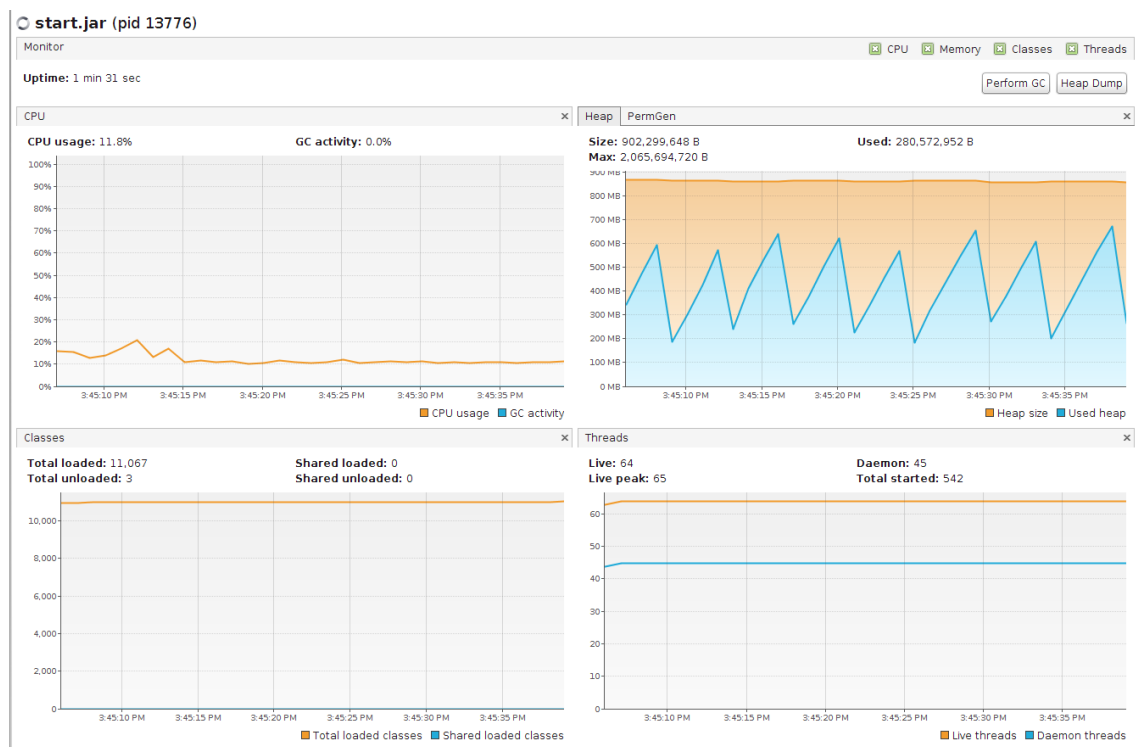 start.jar (pid 13776)
Monitor
CPU Memory Classes Threads
Uptime: 1 min 31 sec
Perform GC Heap Dump
CPU
CPU usage: 11.8% GC activity: 0.0%
100%
90%
80%
70%
60%
50%
40%
30%
20%
10%
0%
3:45:10 PM 3:45:15 PM 3:45:20 PM 3:45:25 PM 3:45:30 PM 3:45:35 PM
CPU usage GC activity
Heap PermGen
Size: 902,299,648 B Used: 280,572,952 B
Max: 2,065,694,720 B
900 MB
800 MB
700 MB
600 MB
500 MB
400 MB
300 MB
200 MB
100 MB
0 MB
3:45:10 PM 3:45:15 PM 3:45:20 PM 3:45:25 PM 3:45:30 PM 3:45:35 PM
Heap size Used heap
Classes
Total loaded: 11,067 Shared loaded: 0
Total unloaded: 3 Shared unloaded: 0
10,000
8,000
6,000
4,000
2,000
0
3:45:10 PM 3:45:15 PM 3:45:20 PM 3:45:25 PM 3:45:30 PM 3:45:35 PM
Total loaded classes Shared loaded classes
Threads
Live: 64 Daemon: 45
Live peak: 65 Total started: 542
60
50
40
30
20
10
0
3:45:10 PM 3:45:15 PM 3:45:20 PM 3:45:25 PM 3:45:30 PM 3:45:35 PM
Live threads Daemon threads